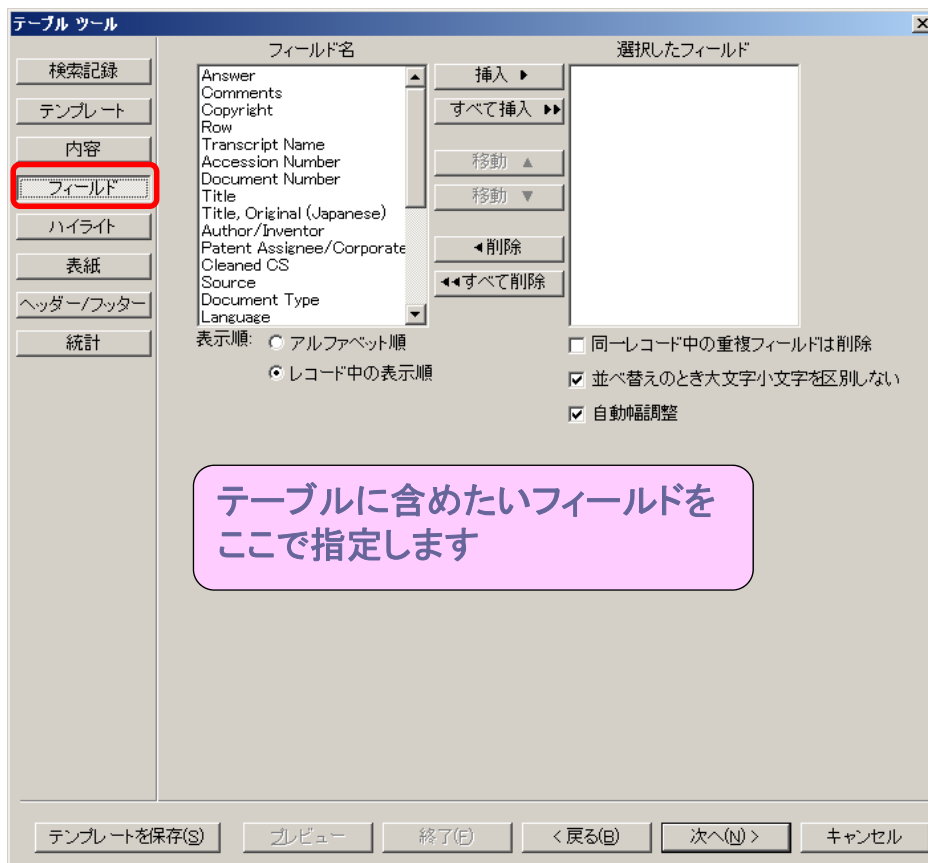 テーブル ツール
検索記録
テンプレート
内容
フィールド
ハイライト
表紙
ヘッダー/フッター
統計
フィールド名
Answer
Comments
Copyright
Row
Transcript Name
Accession Number
Document Number
Title
Title, Original (Japanese)
Author/Inventor
Patent Assignee/Corporate
Cleaned CS
Source
Document Type
Language
挿入 ▶
すべて挿入 ▶▶
移動 ▲
移動 ▼
◀削除
◀◀すべて削除
選択したフィールド
表示順:
アルファベット順
レコード中の表示順
同一レコード中の重複フィールドは削除
並べ替えのとき大文字小文字を区別しない
自動幅調整
テーブルに含めたいフィールドを
ここで指定します
テンプレートを保存(S)
プレビュー
終了(F)
< 戻る(B)
次へ(N) >
キャンセル